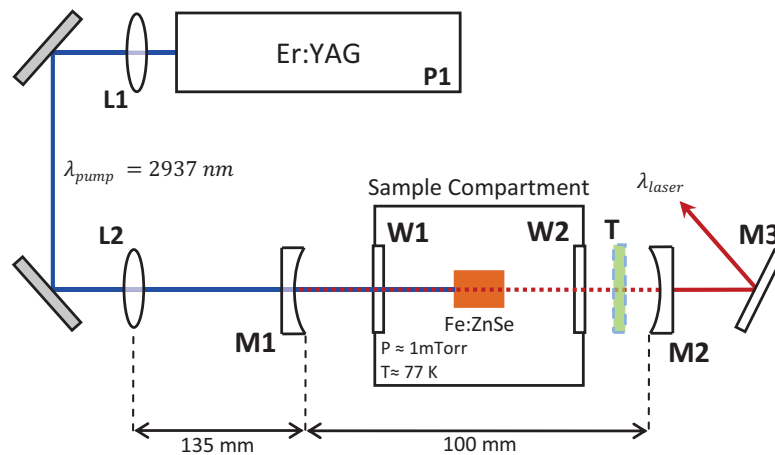 Er:YAG
P1
L1
λpump = 2937 nm
Sample Compartment
λlaser
L2
W1
W2
T
M3
Fe:ZnSe
M1
P ≈ 1mTorr
T≈ 77 K
M2
135 mm
100 mm